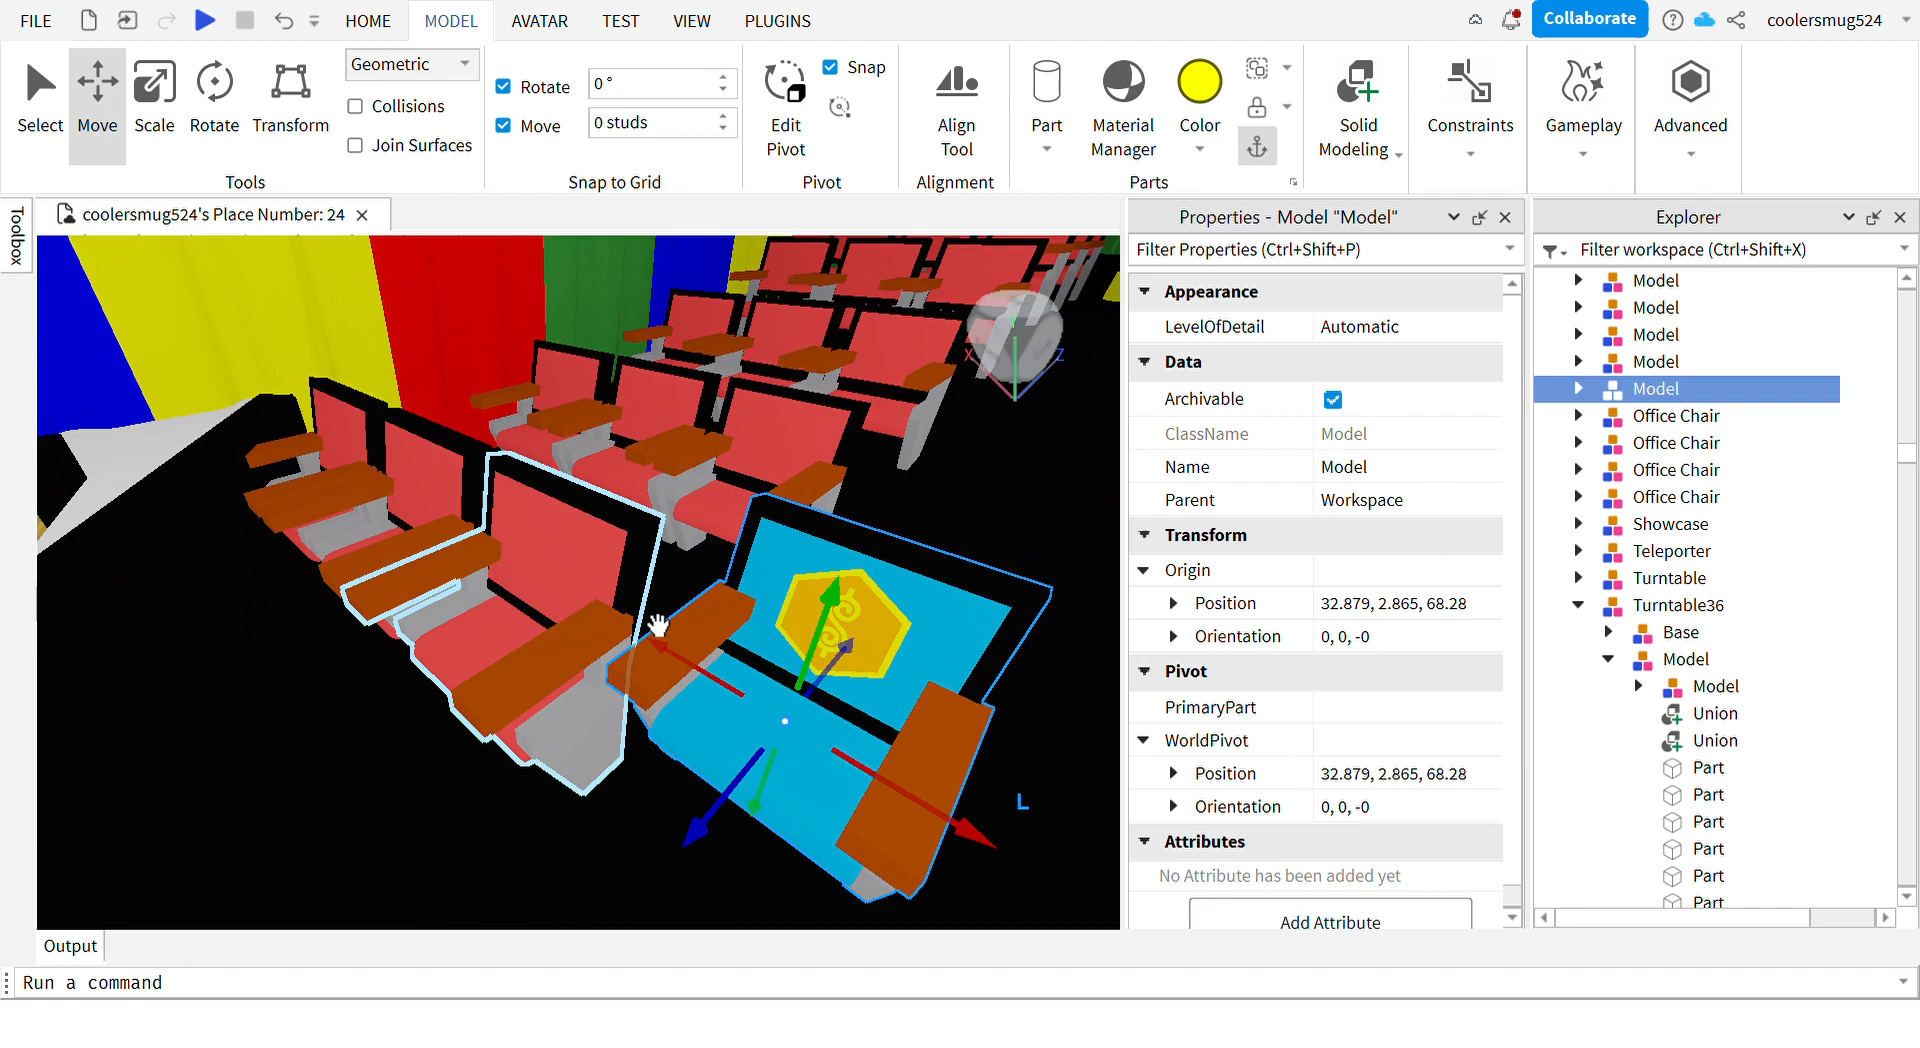 FILE
HOME
MODEL
AVATAR
TEST
VIEW
PLUGINS
Collaborate
coolersmug524
Select
Move
Scale
Rotate
Transform
Geometric
Collisions
Join Surfaces
Tools
Rotate
0 °
Move
0 studs
Snap to Grid
Edit
Pivot
Snap
Pivot
Align
Tool
Alignment
Part
Material
Manager
Color
Parts
Solid
Modeling
Constraints
Gameplay
Advanced
Toolbox
coolersmug524's Place Number: 24
X
Y
Z
L
Properties - Model "Model"
Filter Properties (Ctrl+Shift+P)
Appearance
LevelOfDetail Automatic
Data
Archivable
ClassName Model
Name Model
Parent Workspace
Transform
Origin
Position 32.879, 2.865, 68.28
Orientation 0, 0, -0
Pivot
PrimaryPart
WorldPivot
Position 32.879, 2.865, 68.28
Orientation 0, 0, -0
Attributes
No Attribute has been added yet
Add Attribute
Explorer
Filter workspace (Ctrl+Shift+X)
Model
Model
Model
Model
Model
Office Chair
Office Chair
Office Chair
Office Chair
Showcase
Teleporter
Turntable
Turntable36
Base
Model
Model
Union
Union
Part
Part
Part
Part
Part
Part
Output
Run a command